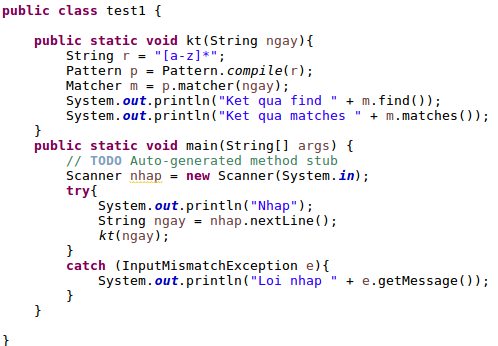 public class test1 {
public static void kt(String ngay){
String r = "[a-z]*";
Pattern p = Pattern.compile(r);
Matcher m = p.matcher(ngay);
System.out.println("Ket qua find " + m.find());
System.out.println("Ket qua matches " + m.matches());
}
public static void main(String[] args) {
// TODO Auto-generated method stub
Scanner nhap = new Scanner(System.in);
try{
System.out.println("Nhap");
String ngay = nhap.nextLine();
kt(ngay);
}
catch (InputMismatchException e){
System.out.println("Loi nhap " + e.getMessage());
}
}
}